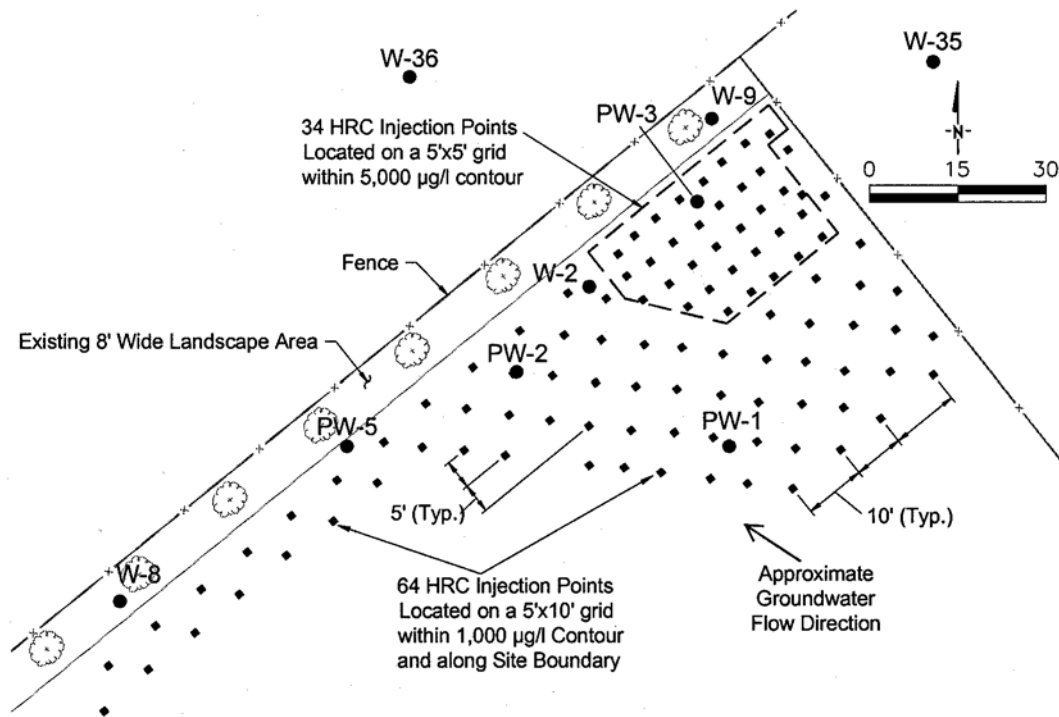 W-36
W-35
W-9
PW-3
-N-
34 HRC Injection Points
Located on a 5'x5' grid
within 5,000 µg/l contour
0 15 30
Fence
W-2
Existing 8' Wide Landscape Area
PW-2
PW-5
PW-1
5' (Typ.)
10' (Typ.)
W-8
64 HRC Injection Points
Located on a 5'x10' grid
within 1,000 µg/l Contour
and along Site Boundary
Approximate
Groundwater
Flow Direction